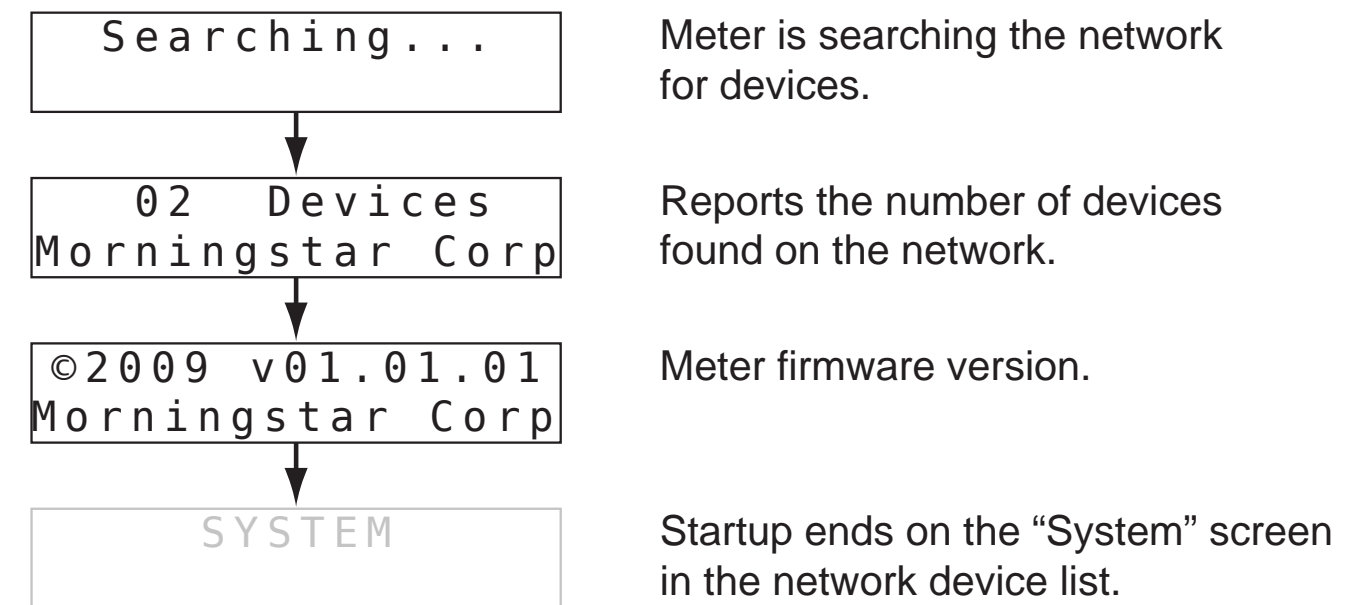 Searching...
Meter is searching the network
for devices.
02 Devices
Morningstar Corp
Reports the number of devices
found on the network.
©2009 v01.01.01
Morningstar Corp
Meter firmware version.
SYSTEM
Startup ends on the “System” screen
in the network device list.